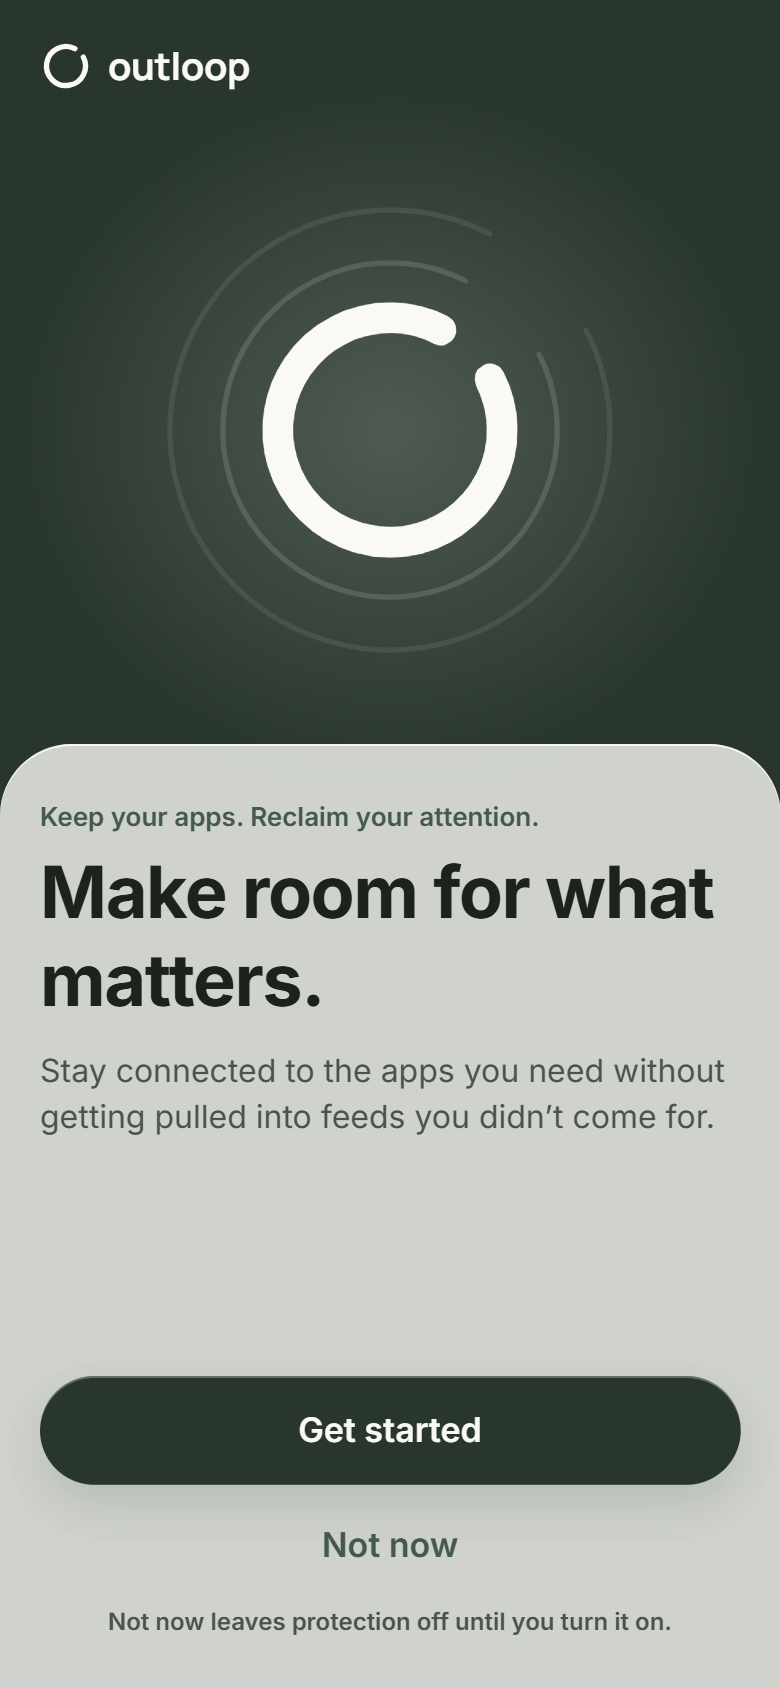 outloop
Keep your apps. Reclaim your attention.
Make room for what
matters.
Stay connected to the apps you need without
getting pulled into feeds you didn’t come for.
Get started
Not now
Not now leaves protection off until you turn it on.